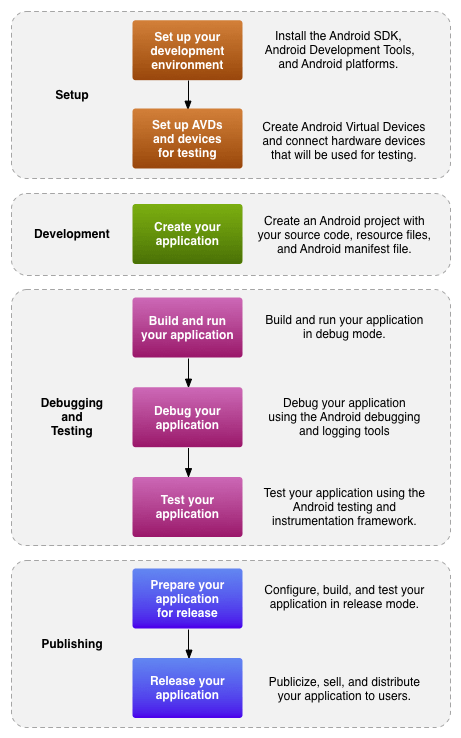 Setup
Set up your
development
environment
Install the Android SDK,
Android Development Tools,
and Android platforms.
Set up AVDs
and devices
for testing
Create Android Virtual Devices
and connect hardware devices
that will be used for testing.
Development
Create your
application
Create an Android project with
your source code, resource files,
and Android manifest file.
Debugging
and
Testing
Build and run
your application
Build and run your application
in debug mode.
Debug your
application
Debug your application
using the Android debugging
and logging tools
Test your
application
Test your application using the
Android testing and
instrumentation framework.
Publishing
Prepare your
application
for release
Configure, build, and test your
application in release mode.
Release your
application
Publicize, sell, and distribute
your application to users.